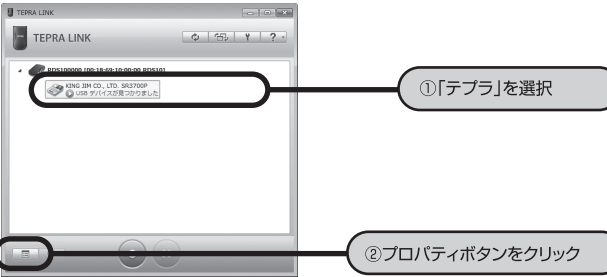 TEPRA LINK
TEPRA LINK
?
RDS100000 [00:18:69:10:00:00 RDS10]
KING JIM CO., LTD. SR3700P
USB デバイスが見つかりました
①「テプラ」を選択
②プロパティボタンをクリック